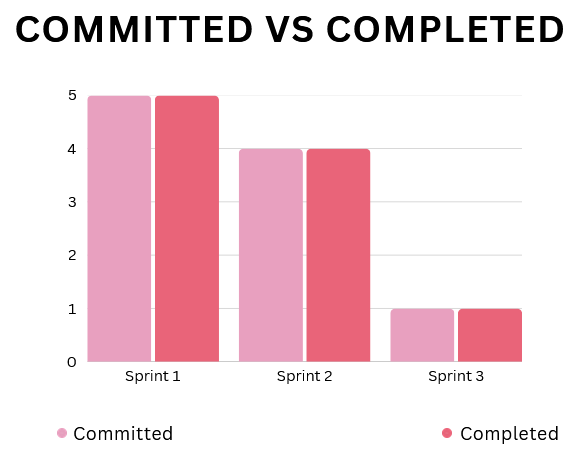 COMMITTED VS COMPLETED
5
4
3
2
1
0
Sprint 1 Sprint 2 Sprint 3
Committed Completed